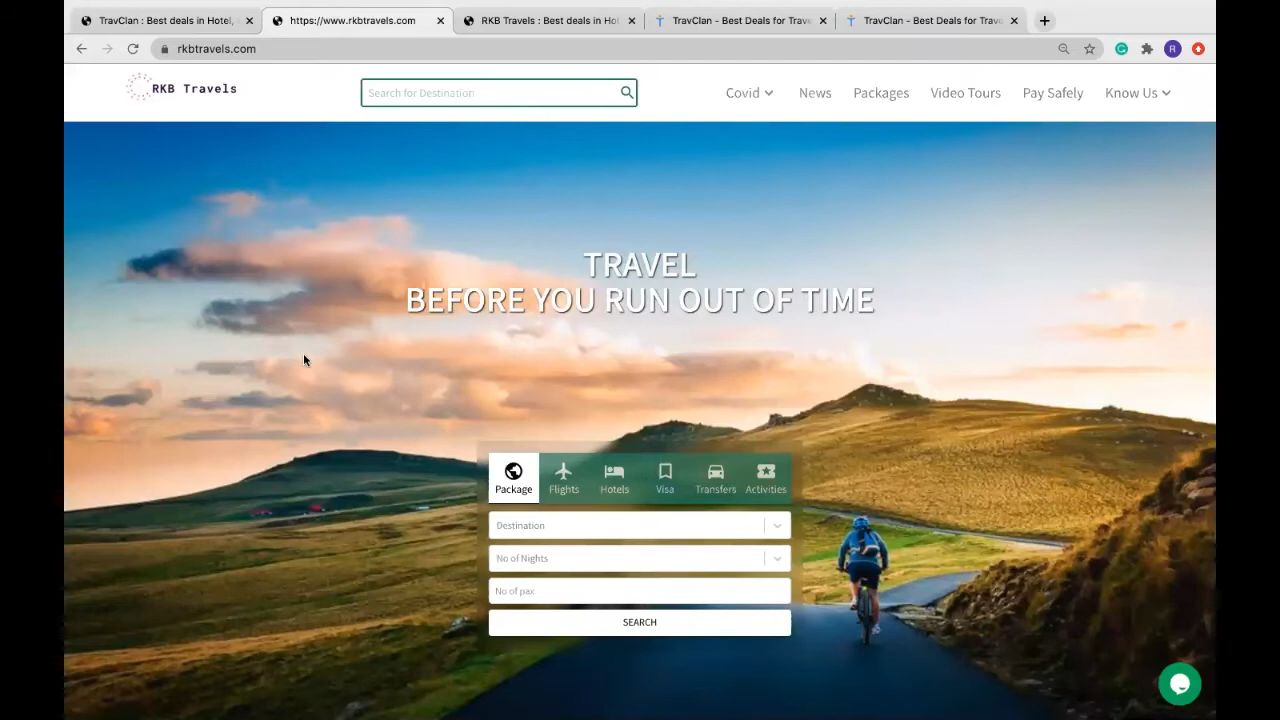 TravClan : Best deals in Hotel,
https://www.rkbtravels.com
RKB Travels : Best deals in Hot
TravClan - Best Deals for Trave
TravClan - Best Deals for Trave
rkbtravels.com
R
RKB Travels
Search for Destination
Covid
News
Packages
Video Tours
Pay Safely
Know Us
TRAVEL
BEFORE YOU RUN OUT OF TIME
Package
Flights
Hotels
Visa
Transfers
Activities
Destination
No of Nights
No of pax
SEARCH